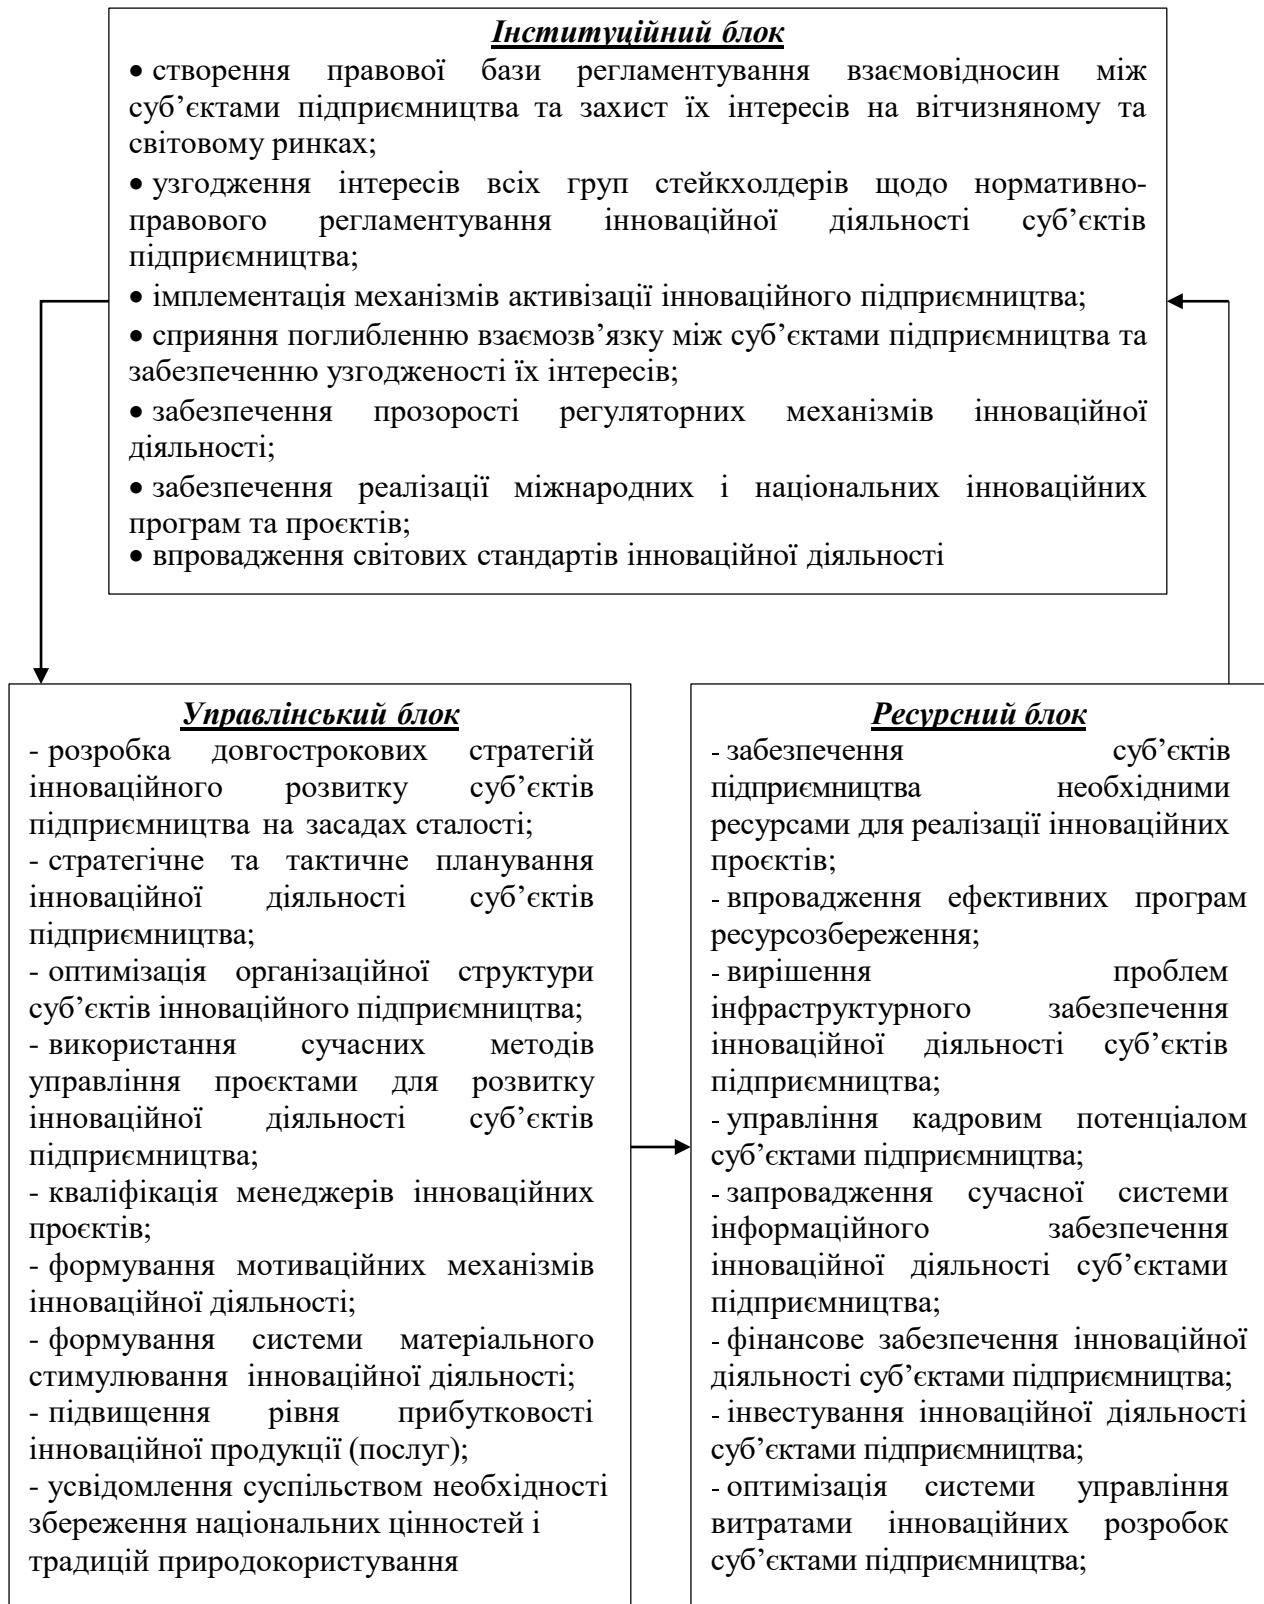 Інституційний блок
• створення правової бази регламентування взаємовідносин між
суб’єктами підприємництва та захист їх інтересів на вітчизняному та
світовому ринках;
• узгодження інтересів всіх груп стейкхолдерів щодо нормативно-
правового регламентування інноваційної діяльності суб’єктів
підприємництва;
• імплементація механізмів активізації інноваційного підприємництва;
• сприяння поглибленню взаємозв’язку між суб’єктами підприємництва та
забезпеченню узгодженості їх інтересів;
• забезпечення прозорості регуляторних механізмів інноваційної
діяльності;
• забезпечення реалізації міжнародних і національних інноваційних
програм та проєктів;
• впровадження світових стандартів інноваційної діяльності
Управлінський блок
- розробка довгострокових стратегій
інноваційного розвитку суб’єктів
підприємництва на засадах сталості;
- стратегічне та тактичне планування
інноваційної діяльності суб’єктів
підприємництва;
- оптимізація організаційної структури
суб’єктів інноваційного підприємництва;
- використання сучасних методів
управління проєктами для розвитку
інноваційної діяльності суб’єктів
підприємництва;
- кваліфікація менеджерів інноваційних
проєктів;
- формування мотиваційних механізмів
інноваційної діяльності;
- формування системи матеріального
стимулювання інноваційної діяльності;
- підвищення рівня прибутковості
інноваційної продукції (послуг);
- усвідомлення суспільством необхідності
збереження національних цінностей і
традицій природокористування
Ресурсний блок
- забезпечення суб’єктів
підприємництва необхідними
ресурсами для реалізації інноваційних
проєктів;
- впровадження ефективних програм
ресурсозбереження;
- вирішення проблем
інфраструктурного забезпечення
інноваційної діяльності суб’єктів
підприємництва;
- управління кадровим потенціалом
суб’єктами підприємництва;
- запровадження сучасної системи
інформаційного забезпечення
інноваційної діяльності суб’єктами
підприємництва;
- фінансове забезпечення інноваційної
діяльності суб’єктами підприємництва;
- інвестування інноваційної діяльності
суб’єктами підприємництва;
- оптимізація системи управління
витратами інноваційних розробок
суб’єктами підприємництва;